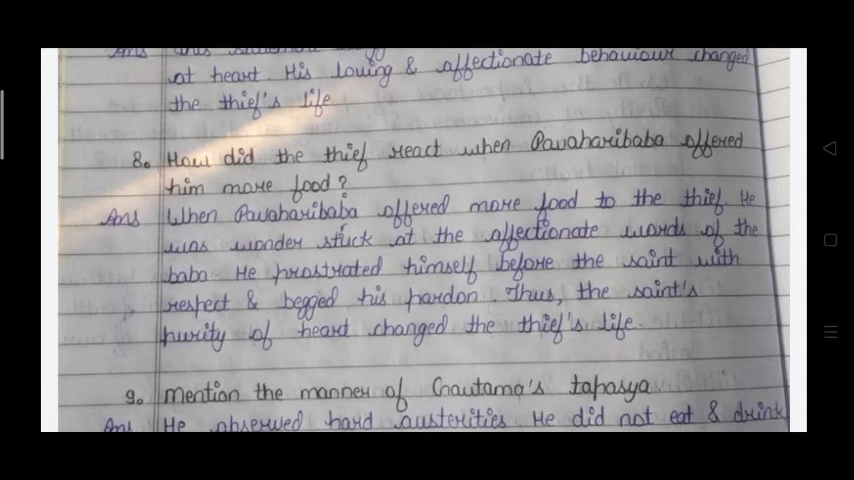 Ans this statement
at heart. His loving & affectionate behaviour changed
the thief's life
8. How did the thief react when Pavaharibaba offered
him more food?
Ans When Pavaharibaba offered more food to the thief. He
was wonder stuck at the affectionate words of the
baba. He prostrated himself before the saint with
respect & begged his pardon. Thus, the saint's
purity of heart changed the thief's life.
9. Mention the manner of Gautama's tapasya
Ans He observed hard austerities. He did not eat & drink